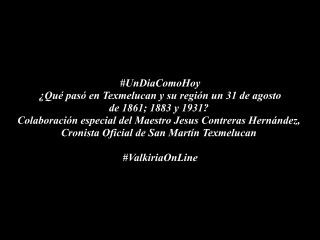 #UnDiaComoHoy
¿Qué pasó en Texmelucan y su región un 31 de agosto
de 1861; 1883 y 1931?
Colaboración especial del Maestro Jesus Contreras Hernández,
Cronista Oficial de San Martín Texmelucan
#ValkiriaOnLine